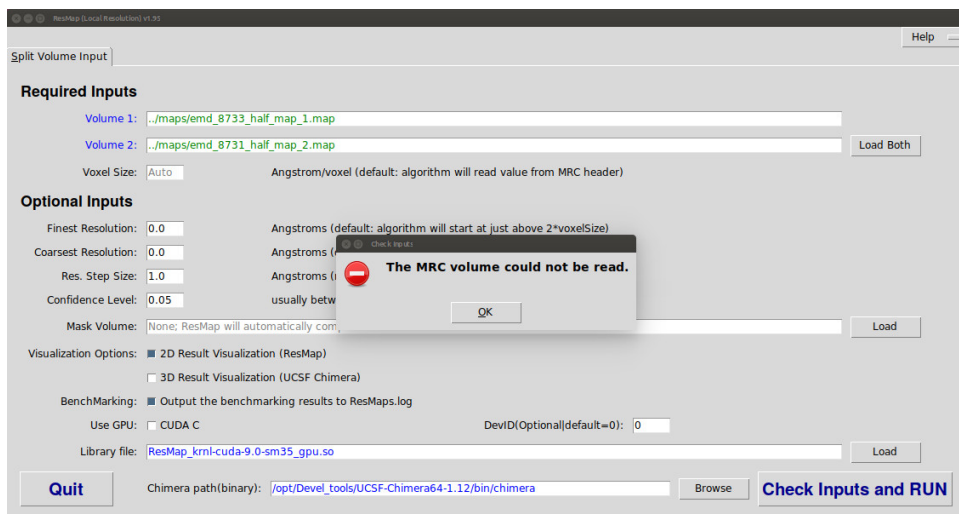 ResMap (Local Resolution) v1.95
Help
Split Volume Input
Required Inputs
Volume 1: ../maps/emd_8733_half_map_1.map
Volume 2: ../maps/emd_8731_half_map_2.map Load Both
Voxel Size: Auto Angstrom/voxel (default: algorithm will read value from MRC header)
Optional Inputs
Finest Resolution: 0.0 Angstroms (default: algorithm will start at just above 2*voxelSize)
Coarsest Resolution: 0.0 Angstroms (
Check Inputs
The MRC volume could not be read.
OK
Res. Step Size: 1.0 Angstroms (
Confidence Level: 0.05 usually betw
Mask Volume: None; ResMap will automatically com Load
Visualization Options: 2D Result Visualization (ResMap)
3D Result Visualization (UCSF Chimera)
BenchMarking: Output the benchmarking results to ResMaps.log
Use GPU: CUDA C DevID(Optional|default=0): 0
Library file: ResMap_krnl-cuda-9.0-sm35_gpu.so Load
Quit Chimera path(binary): /opt/Devel_tools/UCSF-Chimera64-1.12/bin/chimera Browse Check Inputs and RUN